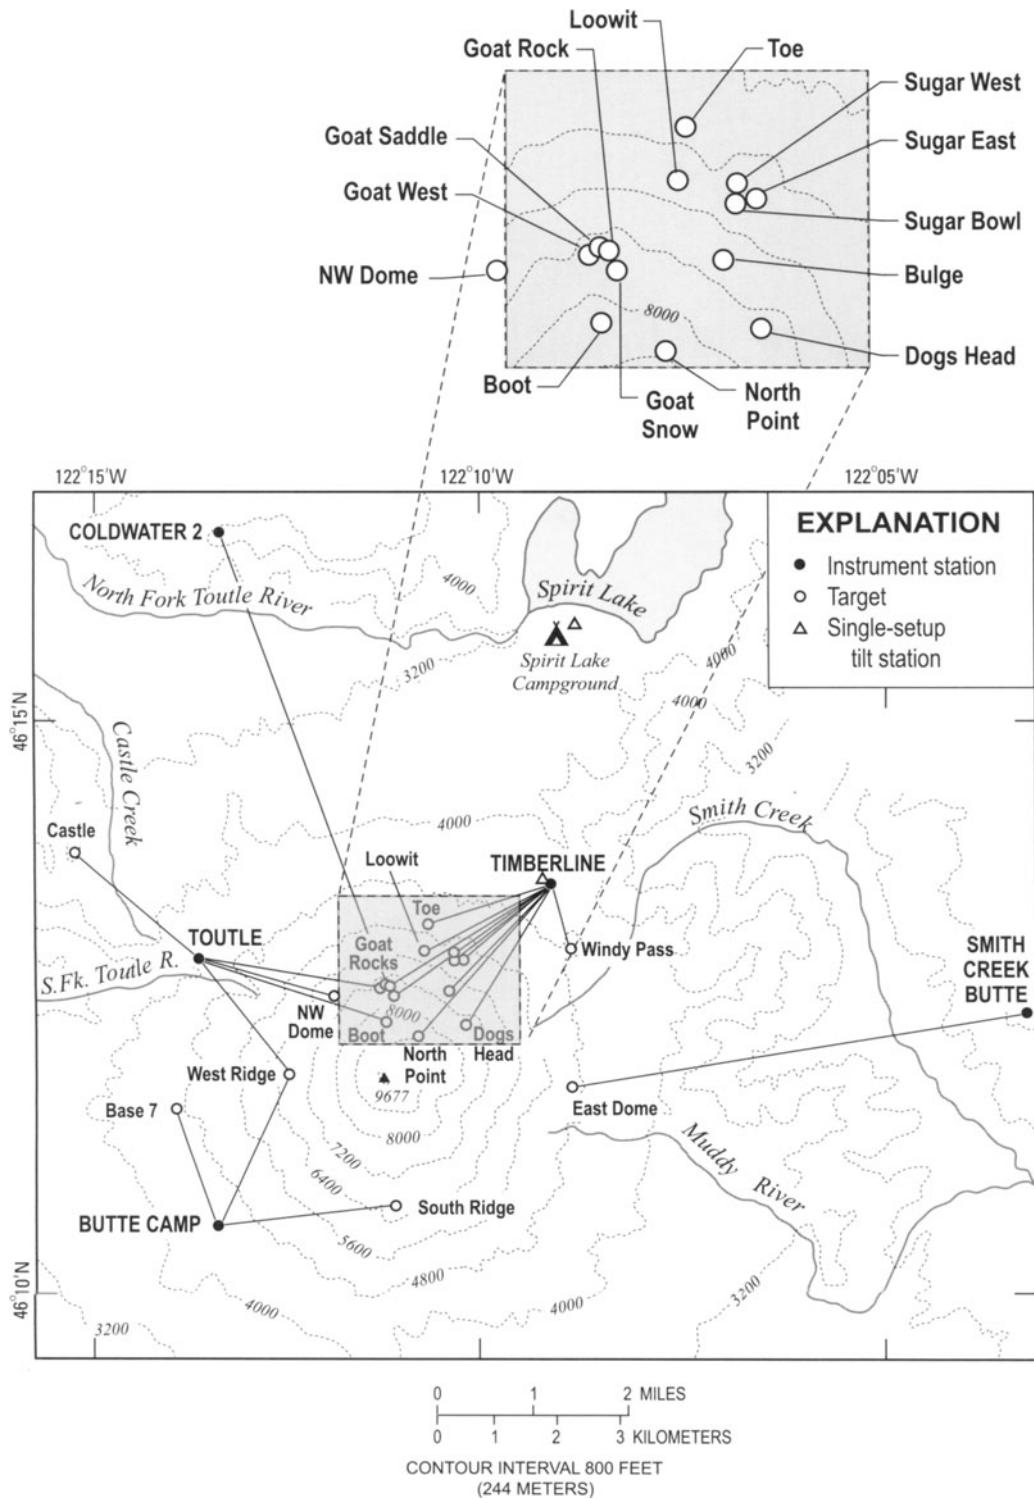 Loowit
Goat Rock
Toe
Sugar West
Goat Saddle
Sugar East
Goat West
Sugar Bowl
NW Dome
Bulge
8000
Dogs Head
Boot
Goat
Snow
North
Point
122°15'W
122°10'W
122°05'W
COLDWATER 2
4000
North Fork Toutle River
3200
Spirit Lake
Spirit Lake
Campground
EXPLANATION
Instrument station
Target
Single-setup
tilt station
4000
4000
3200
46°15'N
Castle Creek
Castle
4000
Smith Creek
Loowit
TIMBERLINE
Toe
TOUTLE
Goat
Rocks
Windy Pass
SMITH
CREEK
BUTTE
S.Fk. Toutle R.
NW
Dome
8000
Boot
North
Point
Dogs
Head
West Ridge
9677
Base 7
East Dome
8000
7200
6400
Muddy River
South Ridge
BUTTE CAMP
5600
4800
46°10'N
4000
4000
3200
3200
0 1 2 MILES
0 1 2 3 KILOMETERS
CONTOUR INTERVAL 800 FEET
(244 METERS)